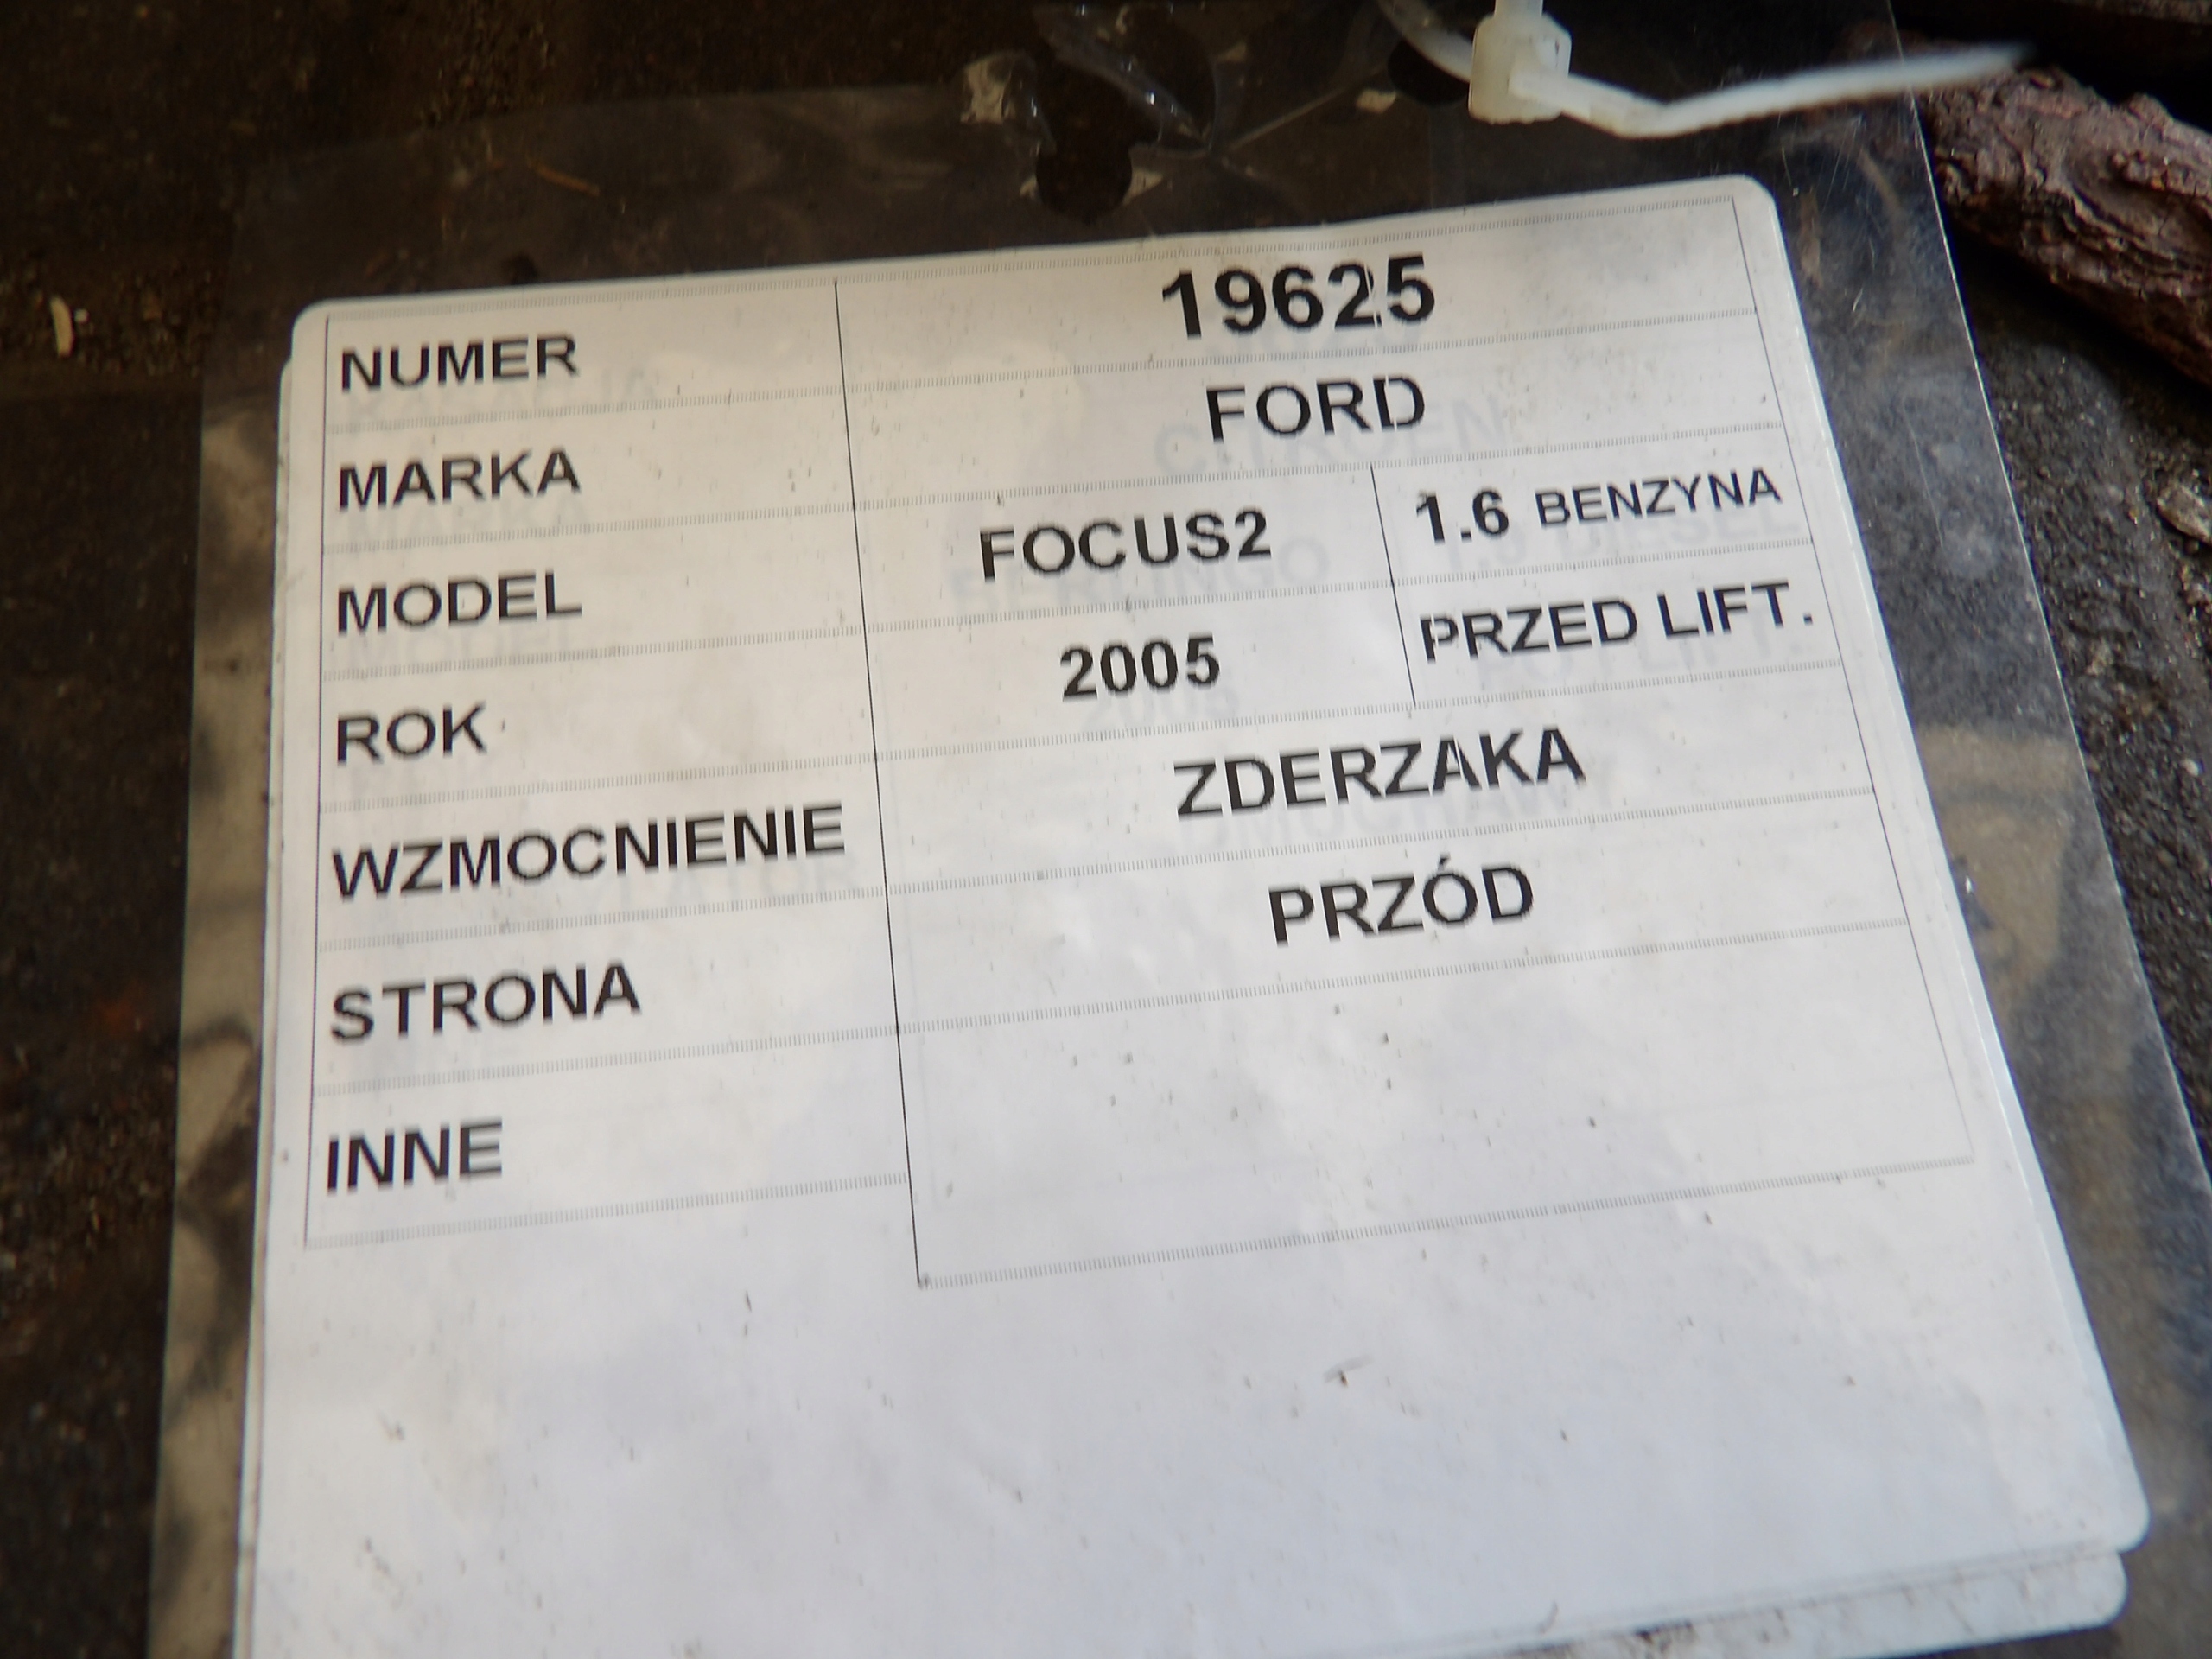 NUMER 19625
MARKA FORD
MODEL FOCUS2 1.6 BENZYNA
ROK 2005 PRZED LIFT.
WZMOCNIENIE ZDERZAKA
STRONA PRZÓD
INNE